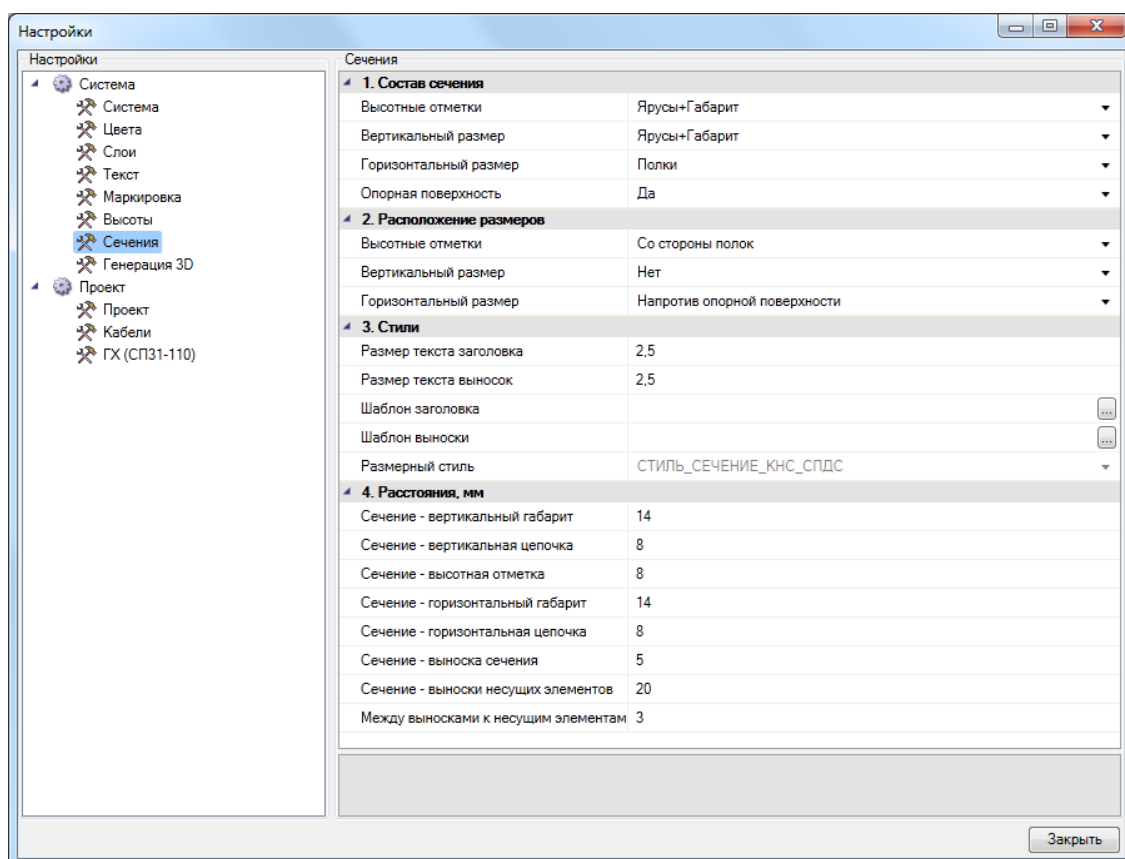 Настройки
Настройки
Система
Система
Цвета
Слои
Текст
Маркировка
Высоты
Сечения
Генерация 3D
Проект
Проект
Кабели
ГХ (СП31-110)
Сечения
1. Состав сечения
Высотные отметки Ярусы+Габарит
Вертикальный размер Ярусы+Габарит
Горизонтальный размер Полки
Опорная поверхность Да
2. Расположение размеров
Высотные отметки Со стороны полок
Вертикальный размер Нет
Горизонтальный размер Напротив опорной поверхности
3. Стили
Размер текста заголовка 2,5
Размер текста выносок 2,5
Шаблон заголовка ...
Шаблон выноски ...
Размерный стиль СТИЛЬ_СЕЧЕНИЕ_КНС_СПДС
4. Расстояния, мм
Сечение - вертикальный габарит 14
Сечение - вертикальная цепочка 8
Сечение - высотная отметка 8
Сечение - горизонтальный габарит 14
Сечение - горизонтальная цепочка 8
Сечение - выноска сечения 5
Сечение - выноски несущих элементов 20
Между выносками к несущим элементам 3
Закрыть